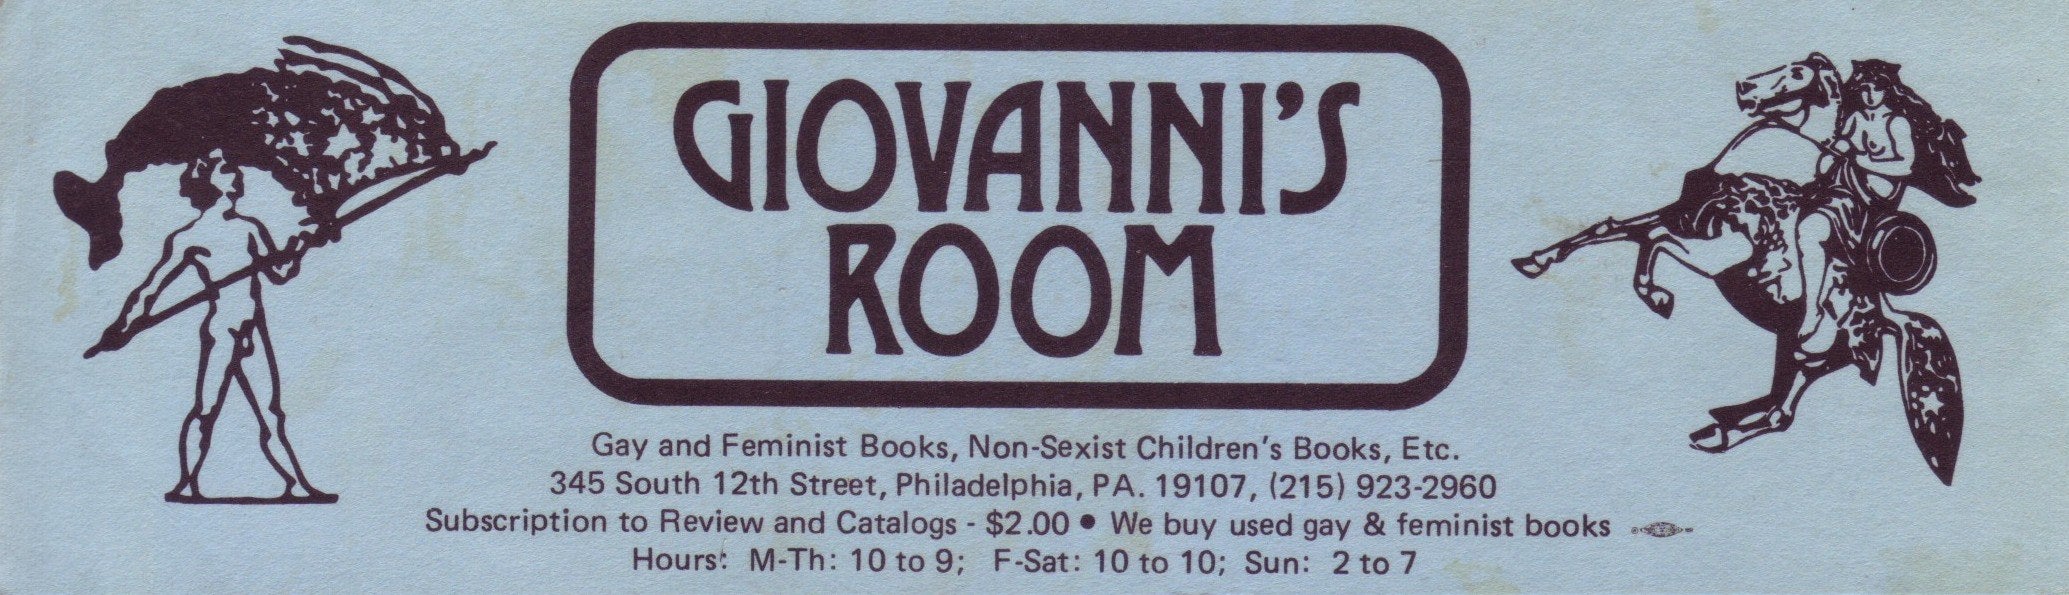 GIOVANNI'S
ROOM
Gay and Feminist Books, Non-Sexist Children's Books, Etc.
345 South 12th Street, Philadelphia, PA. 19107, (215) 923-2960
Subscription to Review and Catalogs - $2.00 • We buy used gay & feminist books
Hours: M-Th: 10 to 9; F-Sat: 10 to 10; Sun: 2 to 7